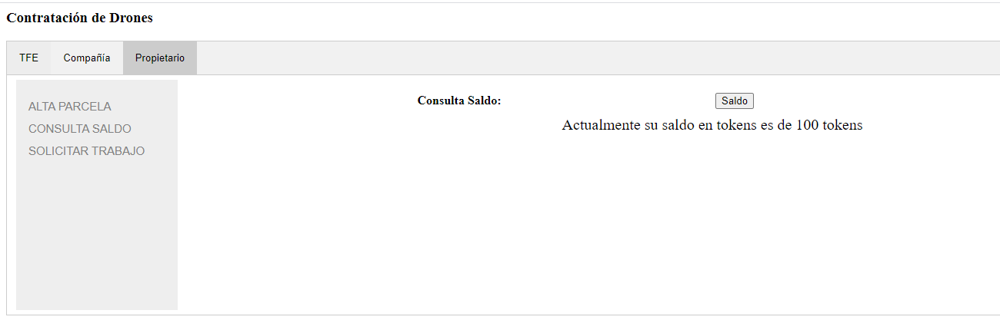 Contratación de Drones
TFE Compañía Propietario
ALTA PARCELA
CONSULTA SALDO
SOLICITAR TRABAJO
Consulta Saldo: Saldo
Actualmente su saldo en tokens es de 100 tokens